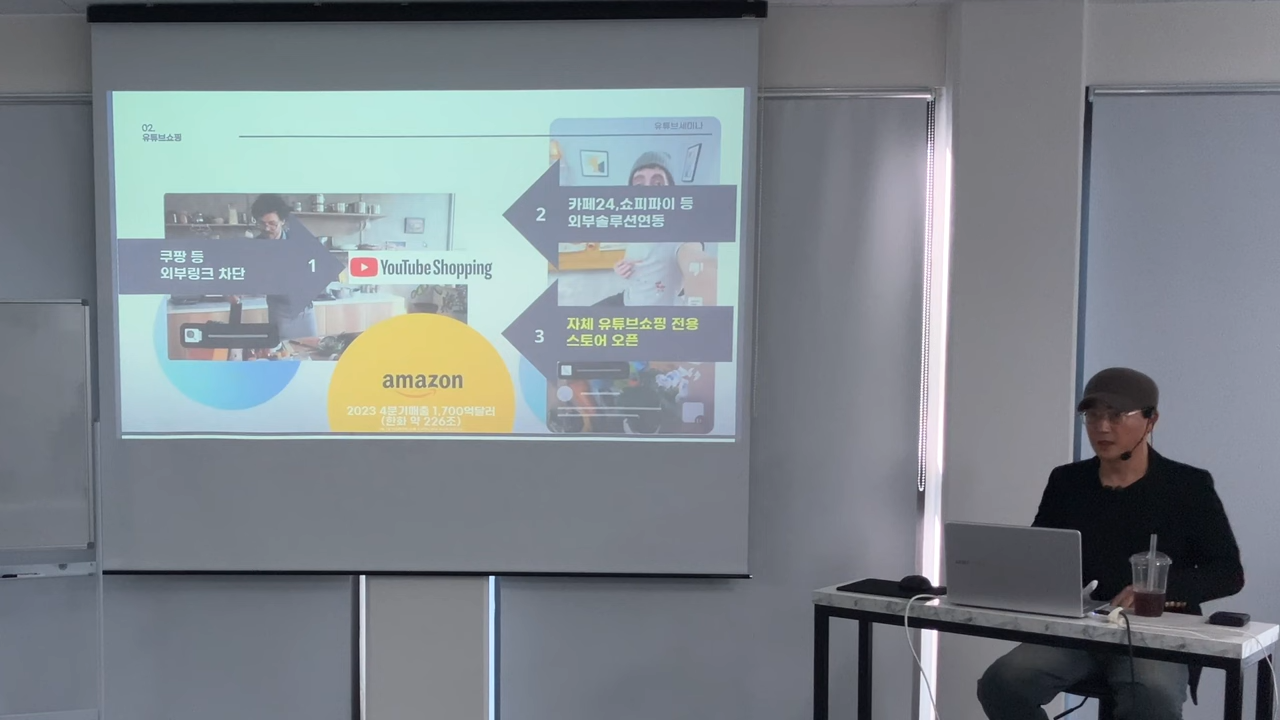 02.
유튜브쇼핑
유튜브세미나
쿠팡 등
외부링크 차단
1
YouTube Shopping
2
카페24,쇼피파이 등
외부솔루션연동
3
자체 유튜브쇼핑 전용
스토어 오픈
amazon
2023 4분기매출 1,700억달러
(한화 약 226조)